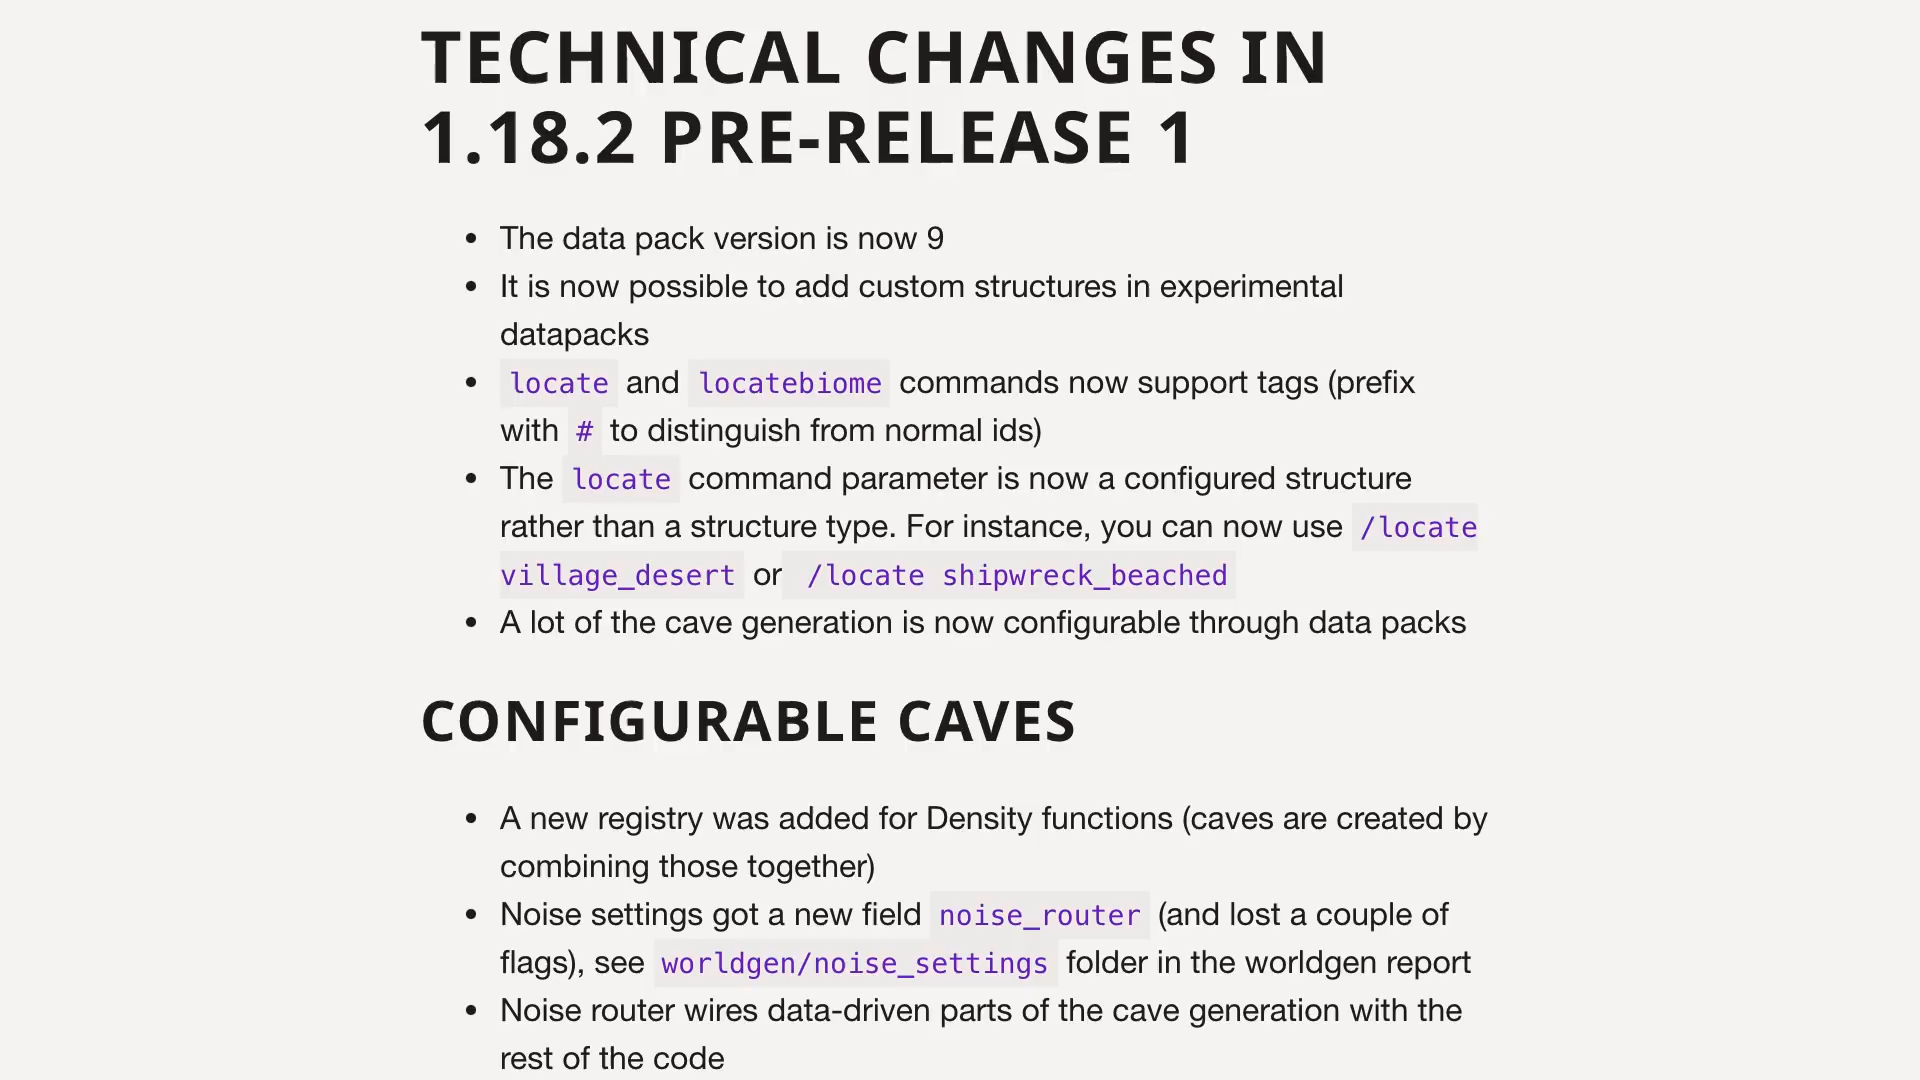 TECHNICAL CHANGES IN
1.18.2 PRE-RELEASE 1
• The data pack version is now 9
• It is now possible to add custom structures in experimental
datapacks
• locate and locatebiome commands now support tags (prefix
with # to distinguish from normal ids)
• The locate command parameter is now a configured structure
rather than a structure type. For instance, you can now use /locate
village_desert or /locate shipwreck_beached
• A lot of the cave generation is now configurable through data packs
CONFIGURABLE CAVES
• A new registry was added for Density functions (caves are created by
combining those together)
• Noise settings got a new field noise_router (and lost a couple of
flags), see worldgen/noise_settings folder in the worldgen report
• Noise router wires data-driven parts of the cave generation with the
rest of the code